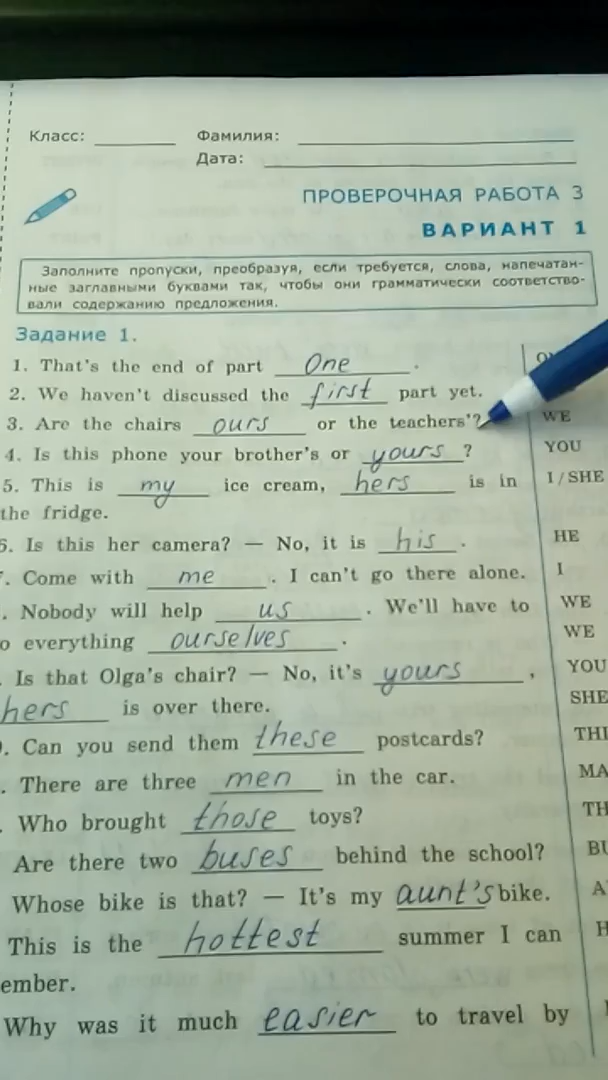 Класс: Фамилия:
Дата:
ПРОВЕРОЧНАЯ РАБОТА 3
ВАРИАНТ 1
Заполните пропуски, преобразуя, если требуется, слова, напечатан-
ные заглавными буквами так, чтобы они грамматически соответство-
вали содержанию предложения.
Задание 1.
1. That's the end of part One .
2. We haven't discussed the first part yet.
3. Are the chairs ours or the teachers'? WE
4. Is this phone your brother's or yours ? YOU
5. This is my ice cream, hers is in I/SHE
the fridge.
6. Is this her camera? — No, it is his . HE
. Come with me . I can't go there alone. I
. Nobody will help us . We'll have to WE
o everything ourselves . WE
. Is that Olga's chair? — No, it's yours , YOU
hers is over there. SHE
. Can you send them these postcards? THI
. There are three men in the car. MA
. Who brought those toys? TH
Are there two buses behind the school? BU
Whose bike is that? — It's my aunt's bike. A
This is the hottest summer I can H
ember.
Why was it much easier to travel by